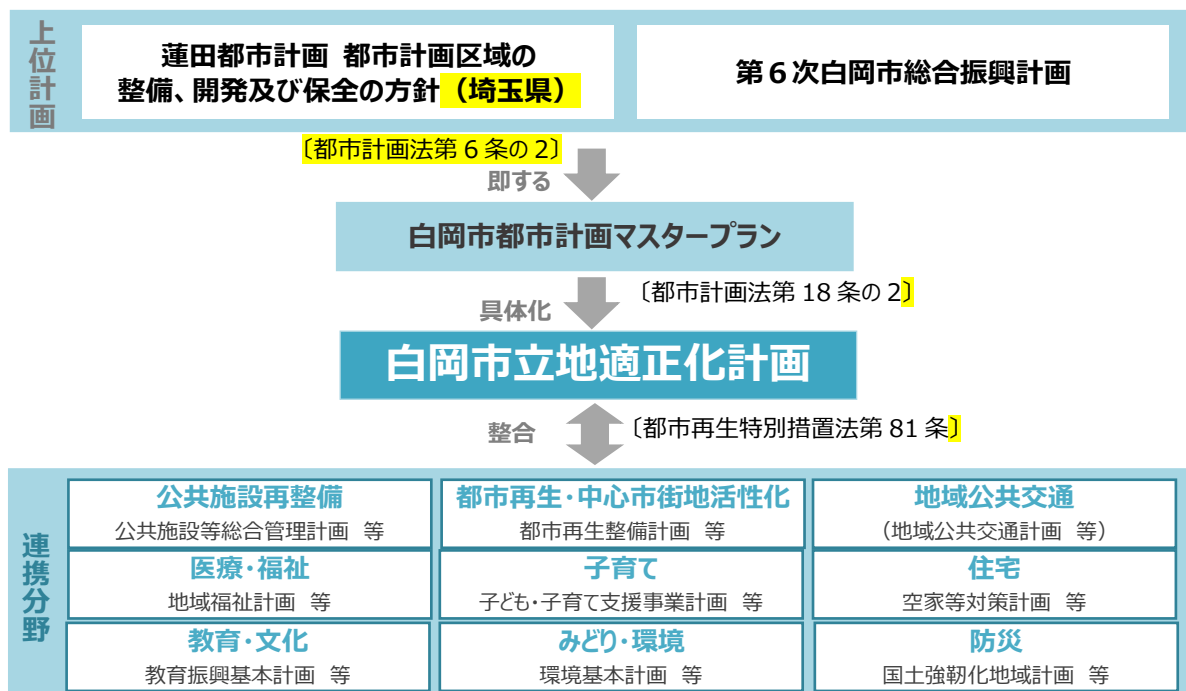 上位計画
蓮田都市計画 都市計画区域の
整備、開発及び保全の方針（埼玉県）
第６次白岡市総合振興計画
〔都市計画法第６条の２〕
即する
白岡市都市計画マスタープラン
〔都市計画法第 18 条の２〕
具体化
白岡市立地適正化計画
整合
〔都市再生特別措置法第 81 条〕
連携分野
公共施設再整備
公共施設等総合管理計画 等
都市再生・中心市街地活性化
都市再生整備計画 等
地域公共交通
（地域公共交通計画 等）
医療・福祉
地域福祉計画 等
子育て
子ども・子育て支援事業計画 等
住宅
空家等対策計画 等
教育・文化
教育振興基本計画 等
みどり・環境
環境基本計画 等
防災
国土強靭化地域計画 等